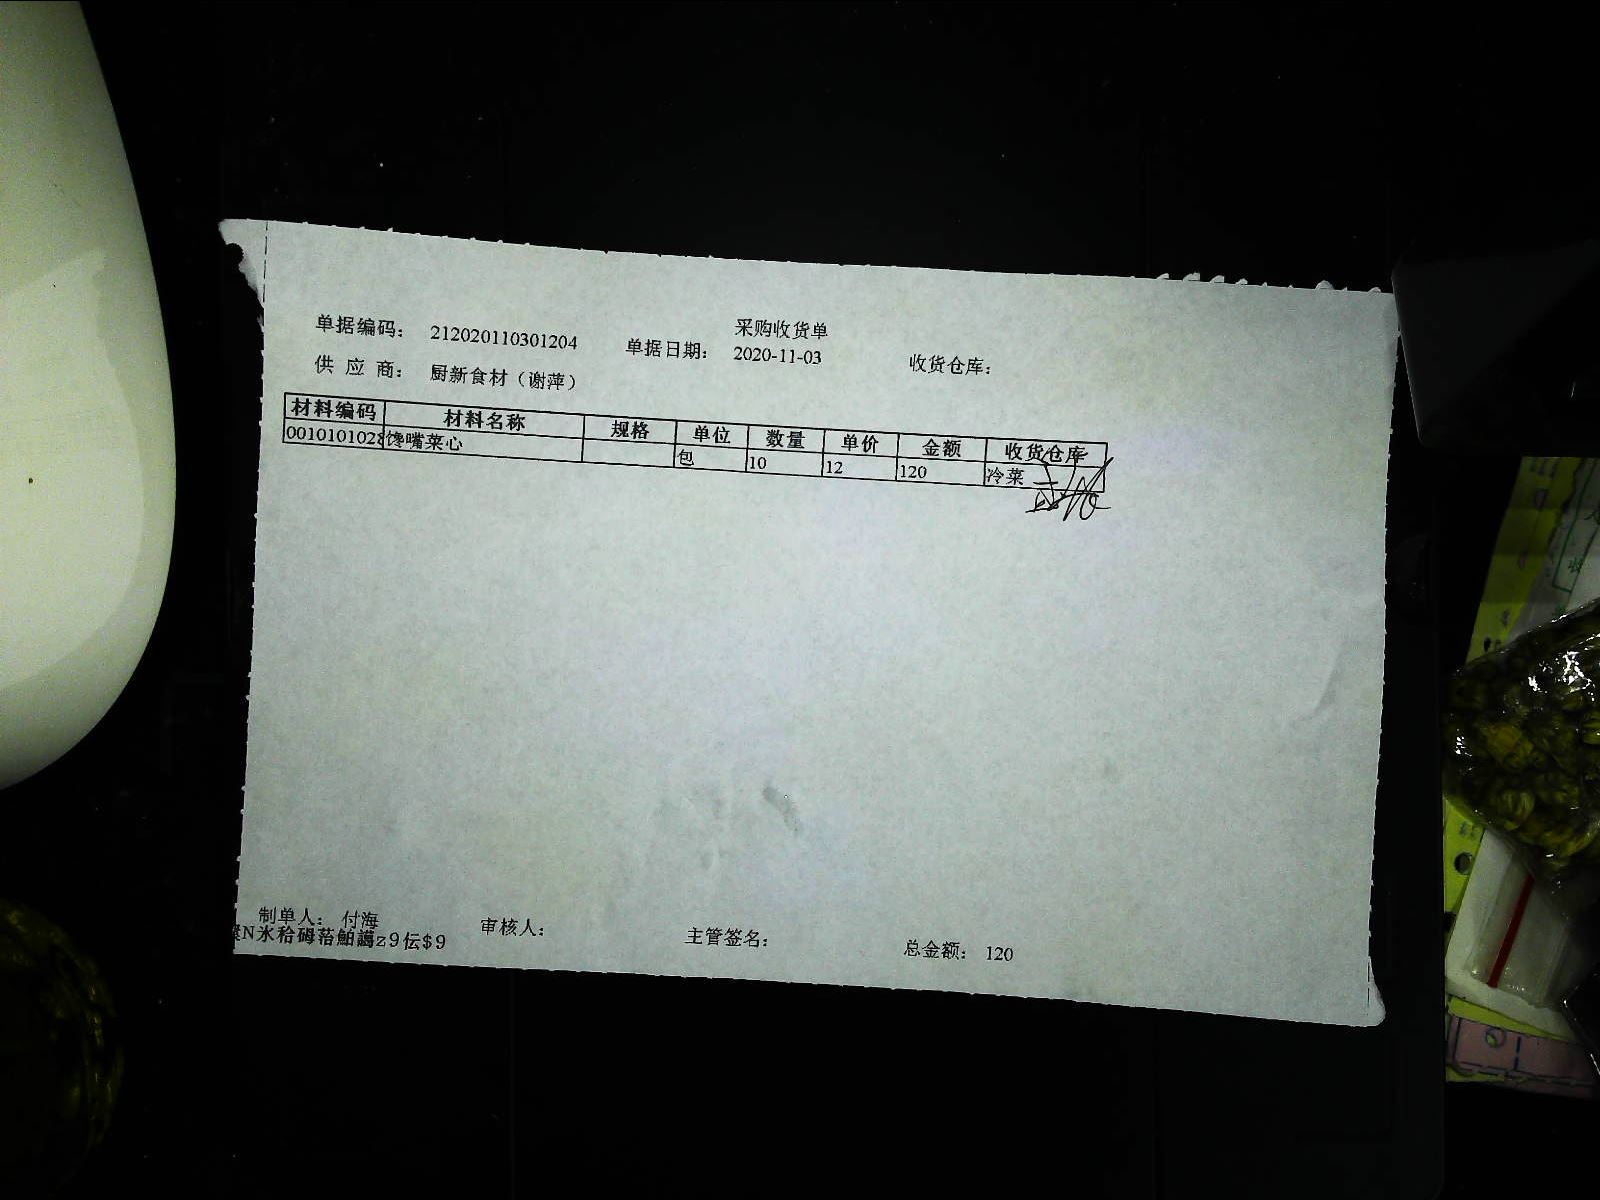 采购收货单
单据编码： 212020110301204 单据日期： 2020-11-03 收货仓库：
供 应 商： 厨新食材（谢萍）
材料编码 材料名称 规格 单位 数量 单价 金额 收货仓库
0010101028 馋嘴菜心 包 10 12 120 冷菜
制单人： 付海 审核人： 主管签名： 总金额： 120